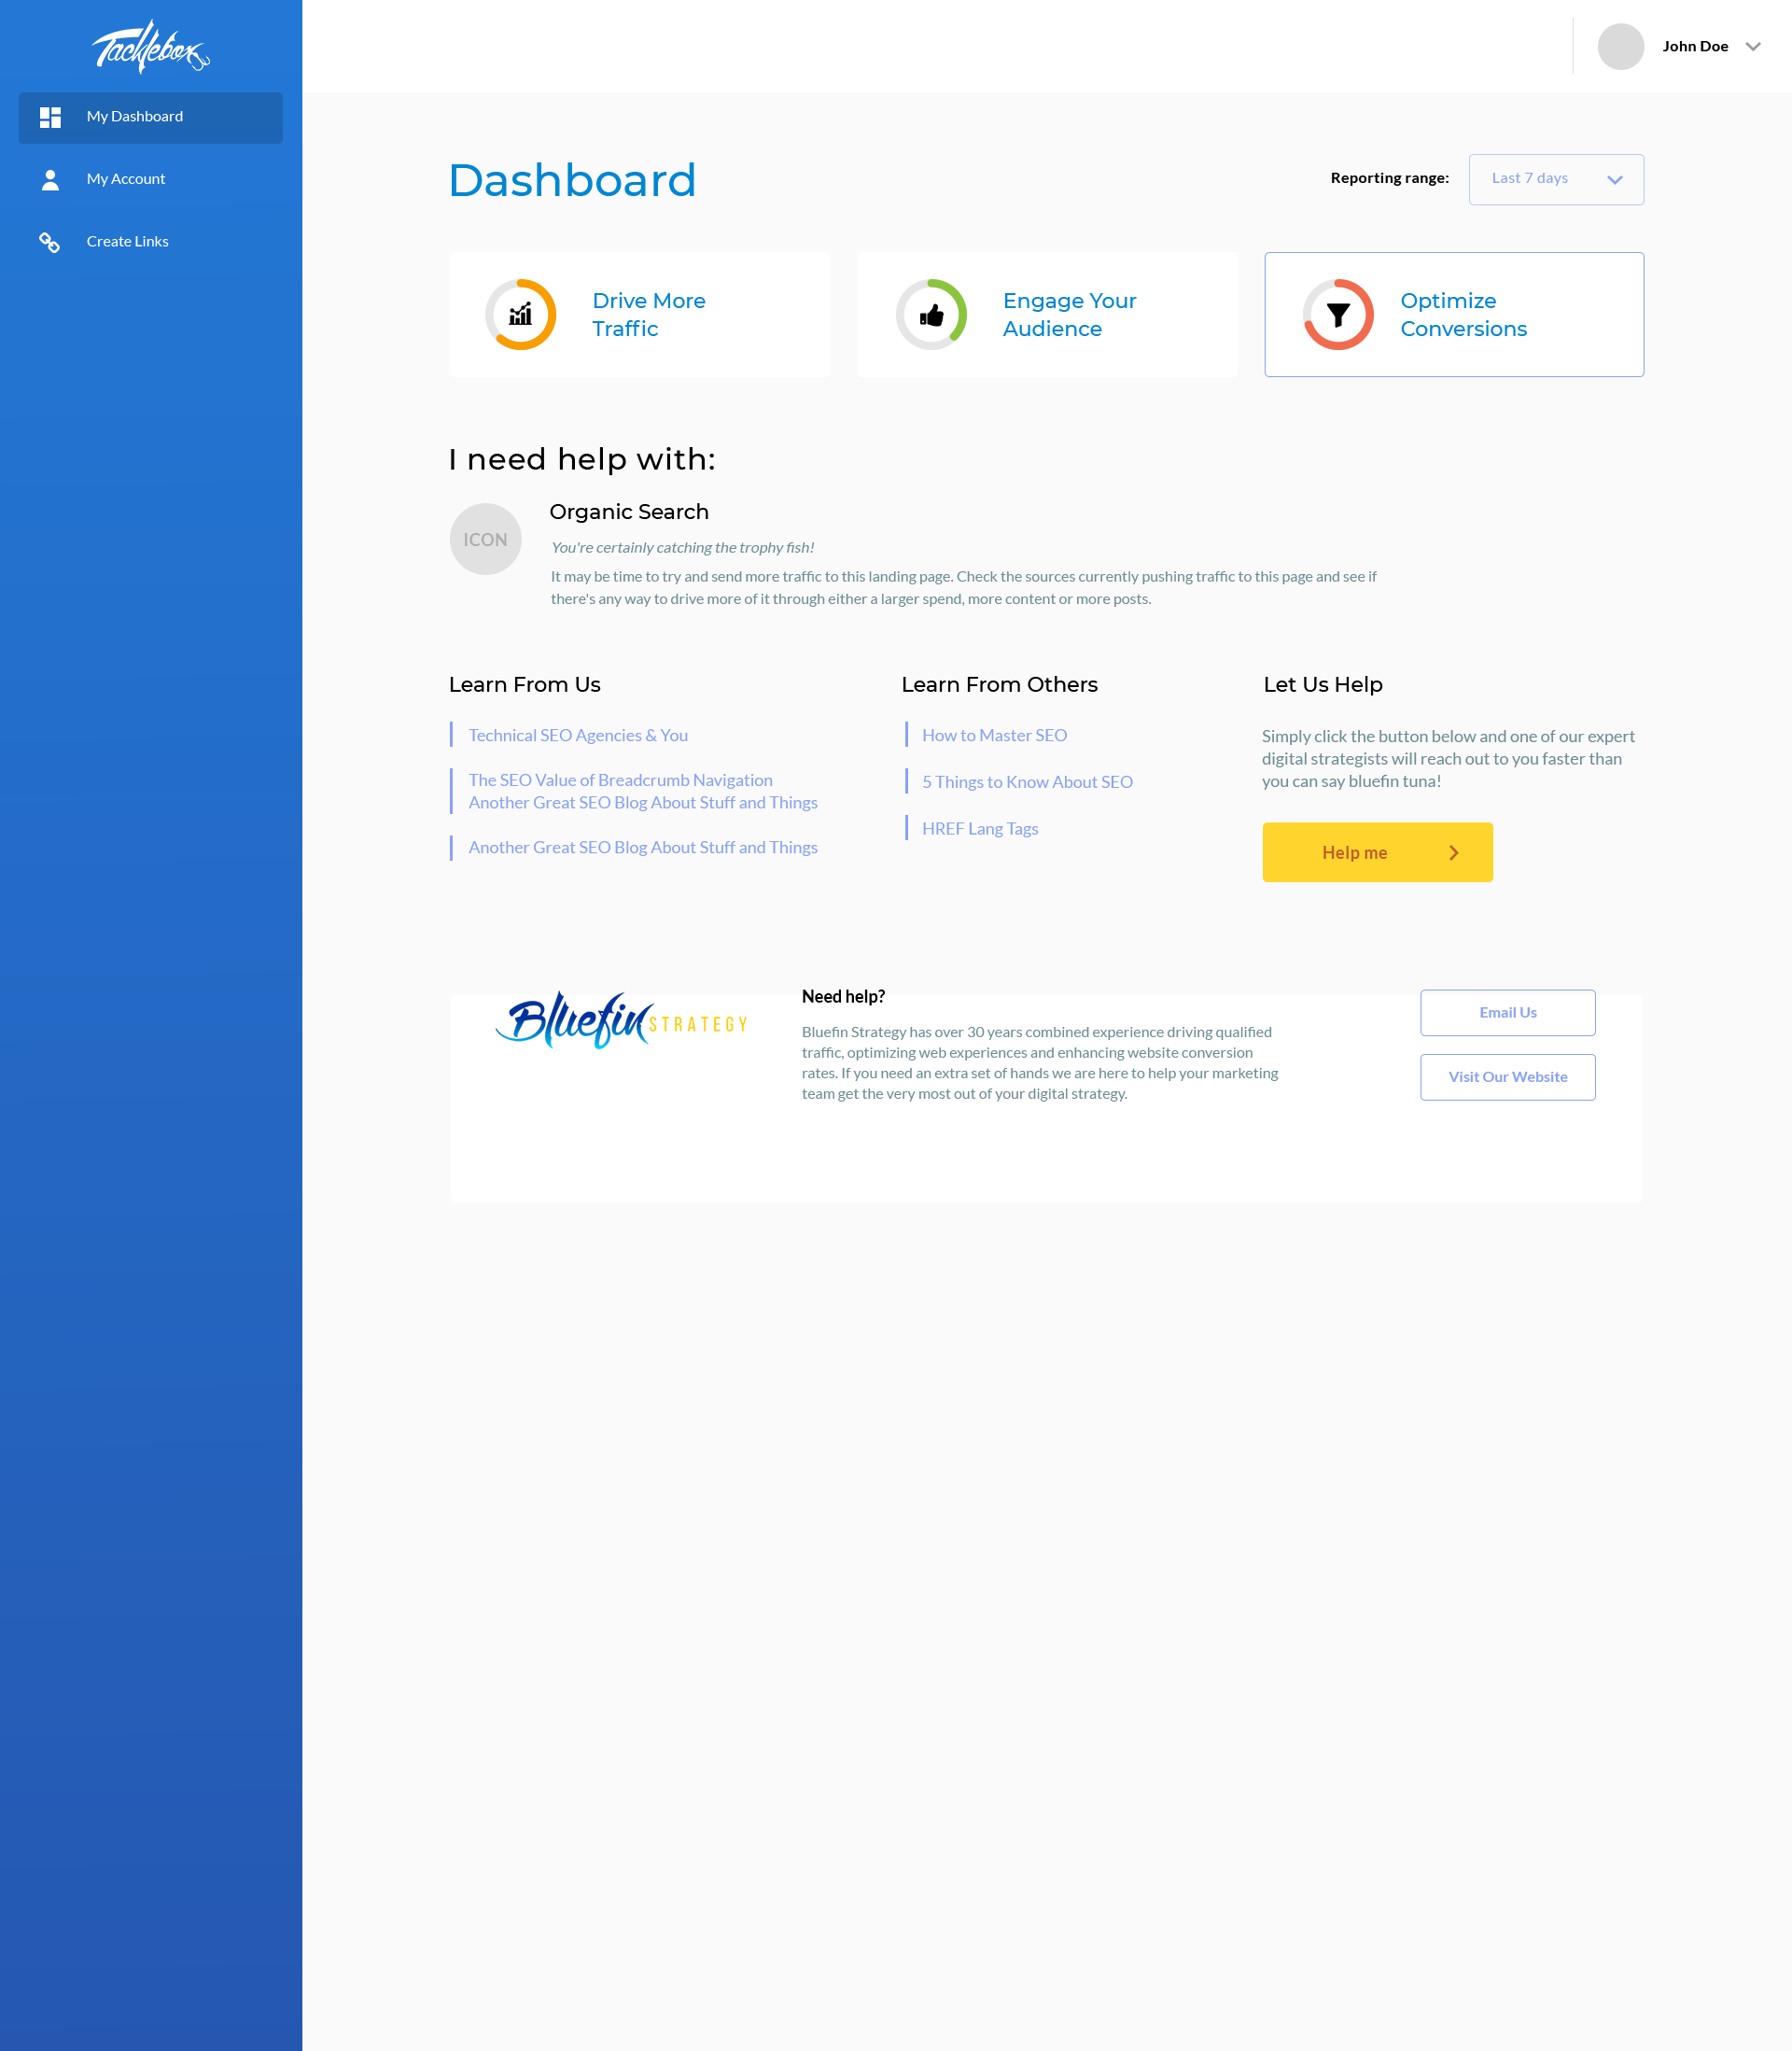 Tacklebox
John Doe
My Dashboard
My Account
Create Links
Dashboard
Reporting range:
Last 7 days
Drive More
Traffic
Engage Your
Audience
Optimize
Conversions
I need help with:
ICON
Organic Search
You're certainly catching the trophy fish!
It may be time to try and send more traffic to this landing page. Check the sources currently pushing traffic to this page and see if
there's any way to drive more of it through either a larger spend, more content or more posts.
Learn From Us
Technical SEO Agencies & You
The SEO Value of Breadcrumb Navigation
Another Great SEO Blog About Stuff and Things
Another Great SEO Blog About Stuff and Things
Learn From Others
How to Master SEO
5 Things to Know About SEO
HREF Lang Tags
Let Us Help
Simply click the button below and one of our expert
digital strategists will reach out to you faster than
you can say bluefin tuna!
Help me
Bluefin STRATEGY
Need help?
Bluefin Strategy has over 30 years combined experience driving qualified
traffic, optimizing web experiences and enhancing website conversion
rates. If you need an extra set of hands we are here to help your marketing
team get the very most out of your digital strategy.
Email Us
Visit Our Website